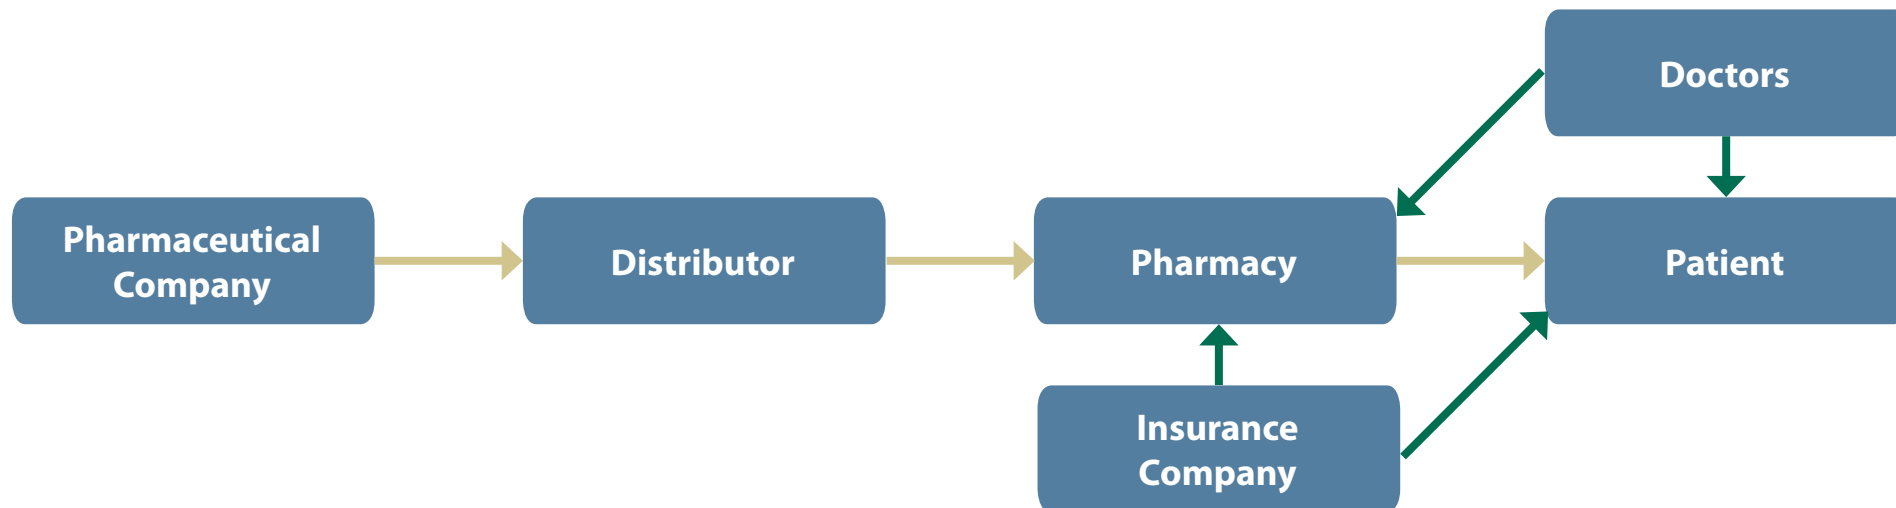 Doctors
Pharmaceutical
Company
Distributor
Pharmacy
Patient
Insurance
Company